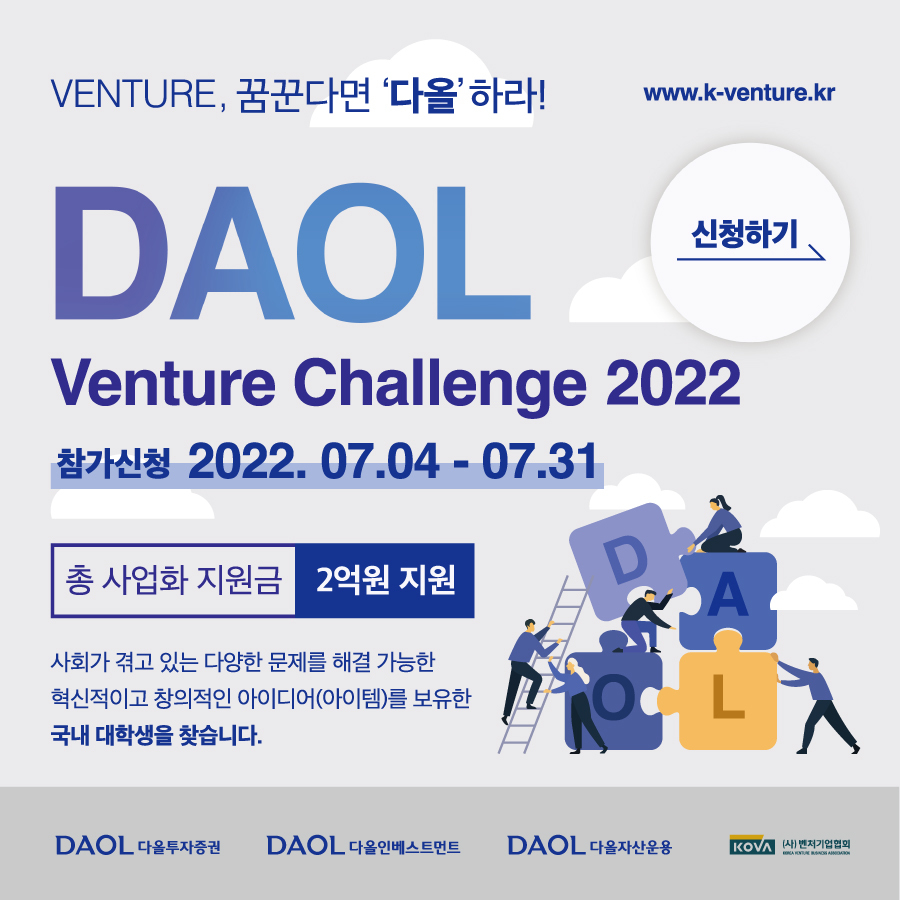 VENTURE, 꿈꾼다면 ‘다올’ 하라!
www.k-venture.kr
신청하기
DAOL
Venture Challenge 2022
참가신청 2022. 07.04 - 07.31
총 사업화 지원금 2억원 지원
사회가 겪고 있는 다양한 문제를 해결 가능한
혁신적이고 창의적인 아이디어(아이템)를 보유한
국내 대학생을 찾습니다.
D
A
O
L
DAOL 다올투자증권
DAOL 다올인베스트먼트
DAOL 다올자산운용
KOVA (사)벤처기업협회
KOREA VENTURE BUSINESS ASSOCIATION